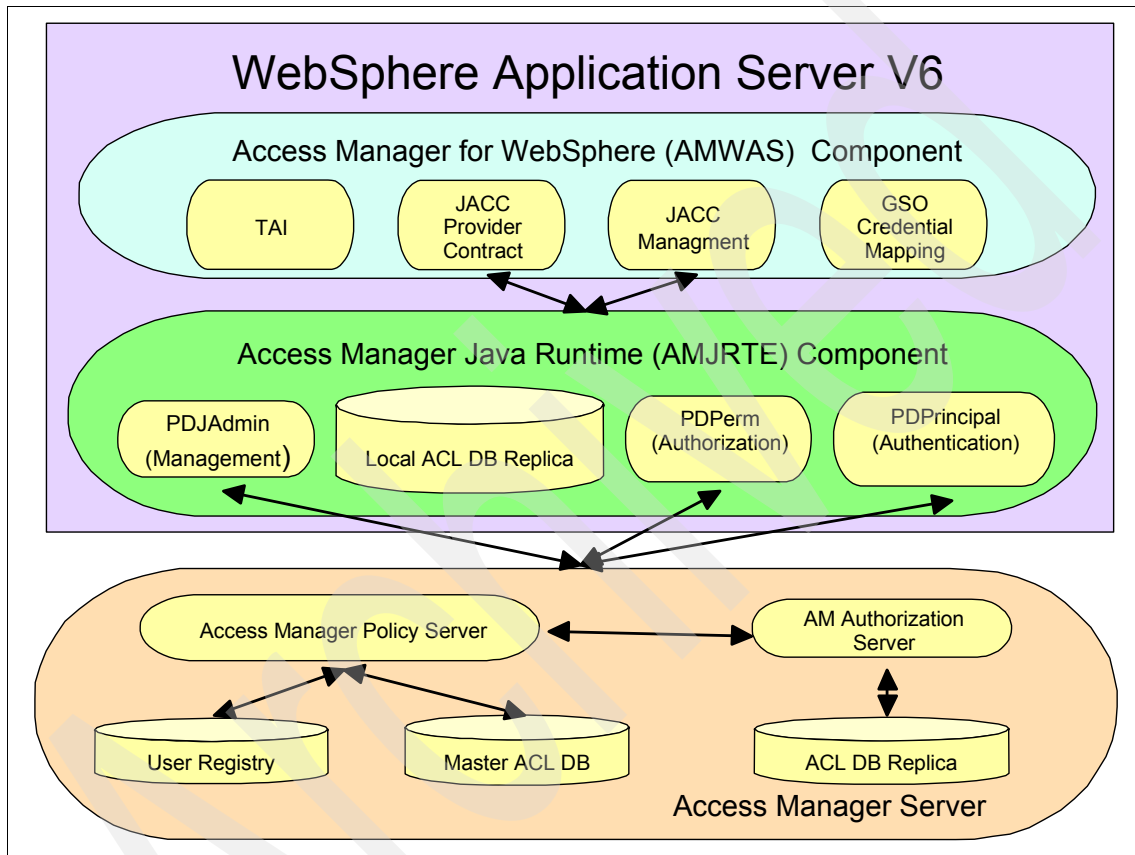 WebSphere Application Server V6
Access Manager for WebSphere (AMWAS) Component
TAI
JACC
Provider
Contract
JACC
Managment
GSO
Credential
Mapping
Access Manager Java Runtime (AMJRTE) Component
PDJAdmin
(Management)
Local ACL DB Replica
PDPerm
(Authorization)
PDPrincipal
(Authentication)
Access Manager Policy Server
AM Authorization
Server
User Registry
Master ACL DB
ACL DB Replica
Access Manager Server
Archived